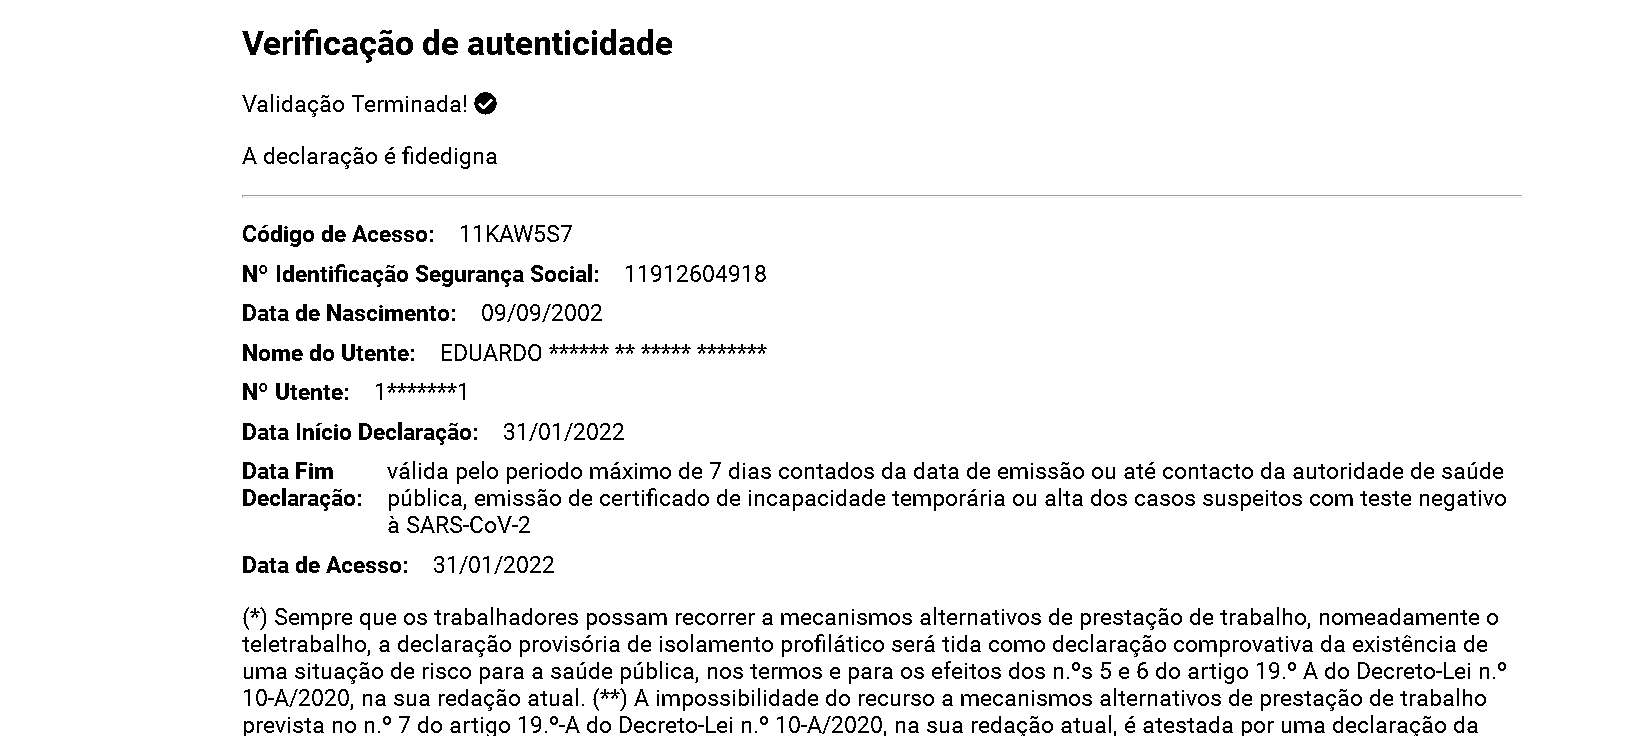 Verificação de autenticidade
Validação Terminada!
A declaração é fidedigna
Código de Acesso: 11KAW5S7
Nº Identificação Segurança Social: 11912604918
Data de Nascimento: 09/09/2002
Nome do Utente: EDUARDO ****** ** ***** *******
Nº Utente: 1*******1
Data Início Declaração: 31/01/2022
Data Fim Declaração: válida pelo periodo máximo de 7 dias contados da data de emissão ou até contacto da autoridade de saúde
pública, emissão de certificado de incapacidade temporária ou alta dos casos suspeitos com teste negativo
à SARS-CoV-2
Data de Acesso: 31/01/2022
(*) Sempre que os trabalhadores possam recorrer a mecanismos alternativos de prestação de trabalho, nomeadamente o
teletrabalho, a declaração provisória de isolamento profilático será tida como declaração comprovativa da existência de
uma situação de risco para a saúde pública, nos termos e para os efeitos dos n.ºs 5 e 6 do artigo 19.º A do Decreto-Lei n.º
10-A/2020, na sua redação atual. (**) A impossibilidade do recurso a mecanismos alternativos de prestação de trabalho
prevista no n.º 7 do artigo 19.º-A do Decreto-Lei n.º 10-A/2020, na sua redação atual, é atestada por uma declaração da